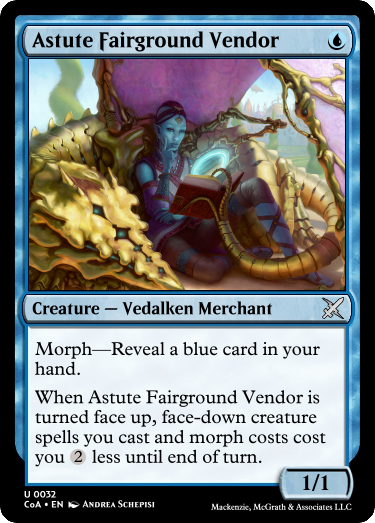 Astute Fairground Vendor
Creature — Vedalken Merchant
Morph—Reveal a blue card in your
hand.
When Astute Fairground Vendor is
turned face up, face-down creature
spells you cast and morph costs cost
you 2 less until end of turn.
1/1
U 0032
CoA • EN Andrea Schepisi
Mackenzie, McGrath & Associates LLC